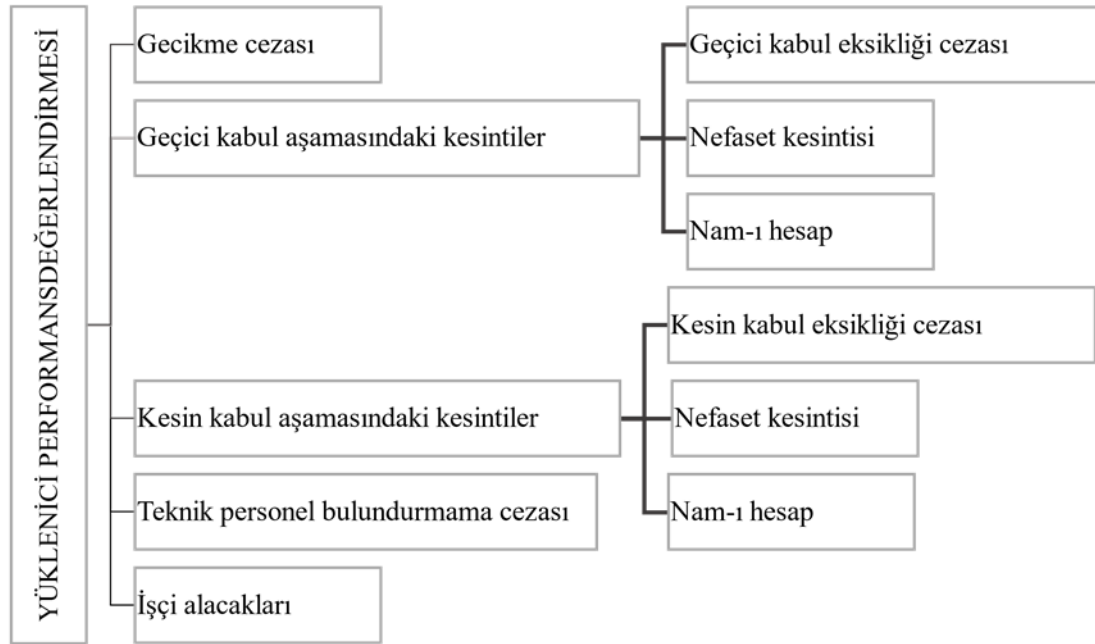 YÜKLENİCİ PERFORMANSDEĞERLENDİRMESİ
Gecikme cezası
Geçici kabul aşamasındaki kesintiler
Geçici kabul eksikliği cezası
Nefaset kesintisi
Nam-ı hesap
Kesin kabul aşamasındaki kesintiler
Kesin kabul eksikliği cezası
Nefaset kesintisi
Nam-ı hesap
Teknik personel bulundurmama cezası
İşçi alacakları